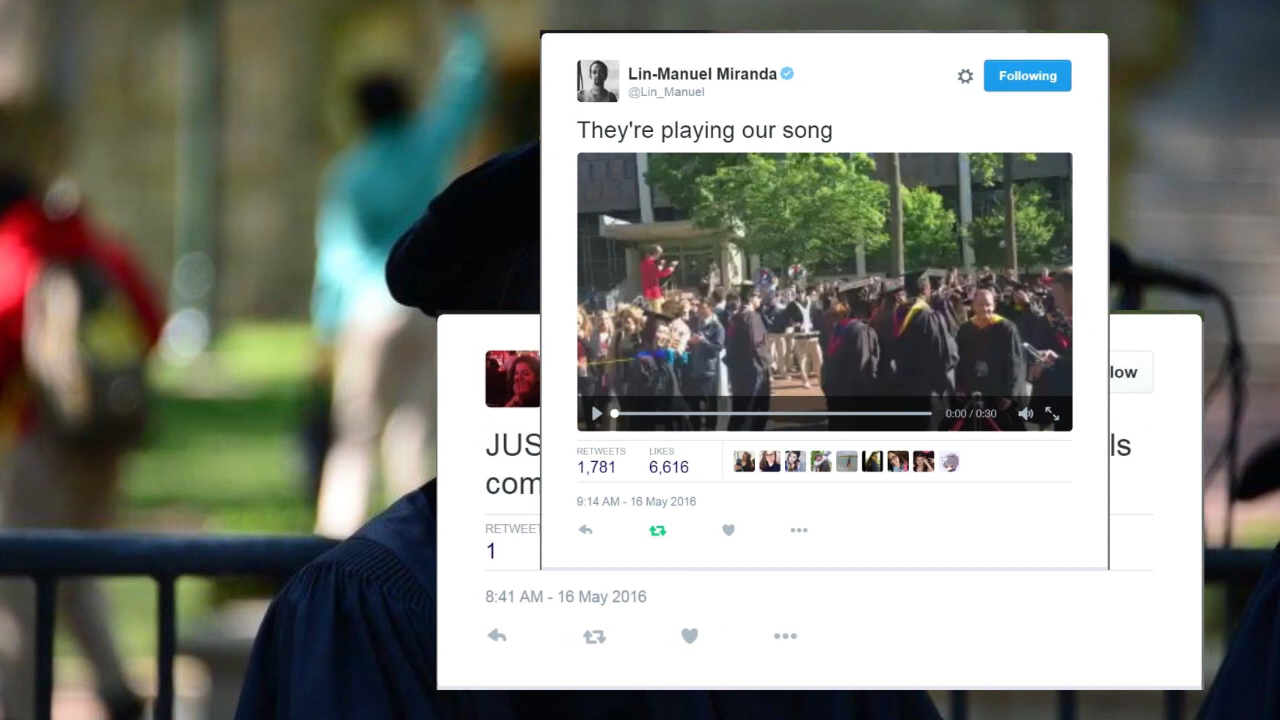 Lin-Manuel Miranda
@Lin_Manuel
Following
They're playing our song
0:00 / 0:30
RETWEETS LIKES
1,781 6,616
9:14 AM - 16 May 2016
low
JUS ls
com
RETWEET
1
8:41 AM - 16 May 2016